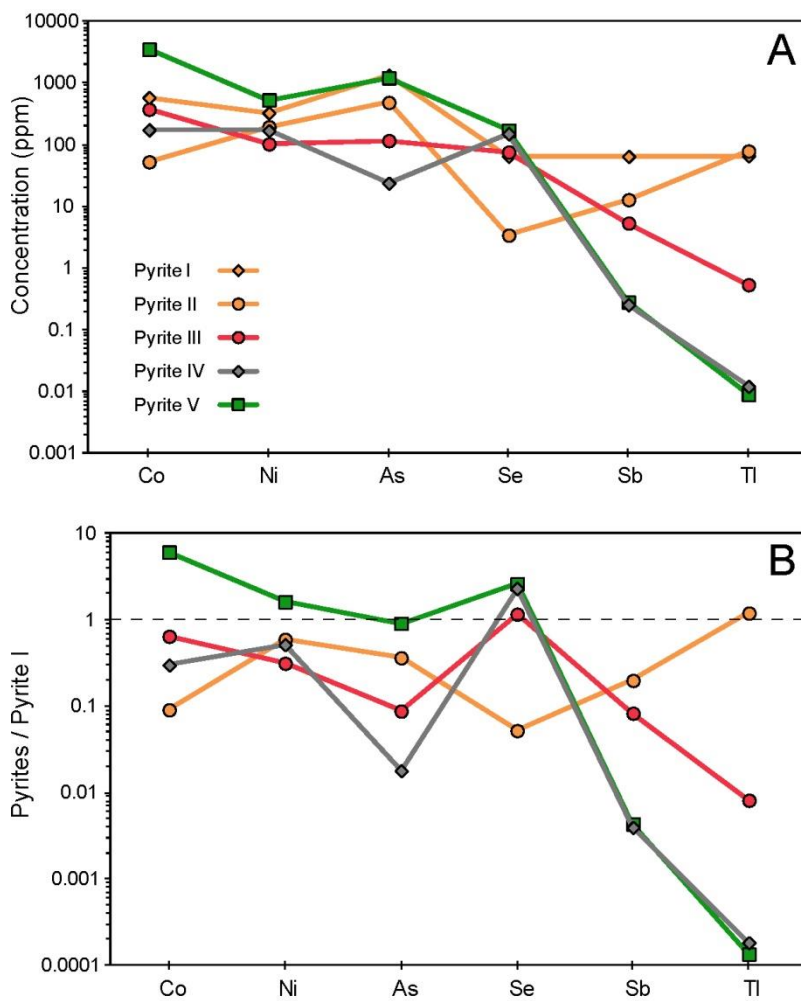 A
10000
1000
100
10
1
0.1
0.01
0.001
Concentration (ppm)
Pyrite I
Pyrite II
Pyrite III
Pyrite IV
Pyrite V
Co Ni As Se Sb Tl
B
10
1
0.1
0.01
0.001
0.0001
Pyrites / Pyrite I
Co Ni As Se Sb Tl